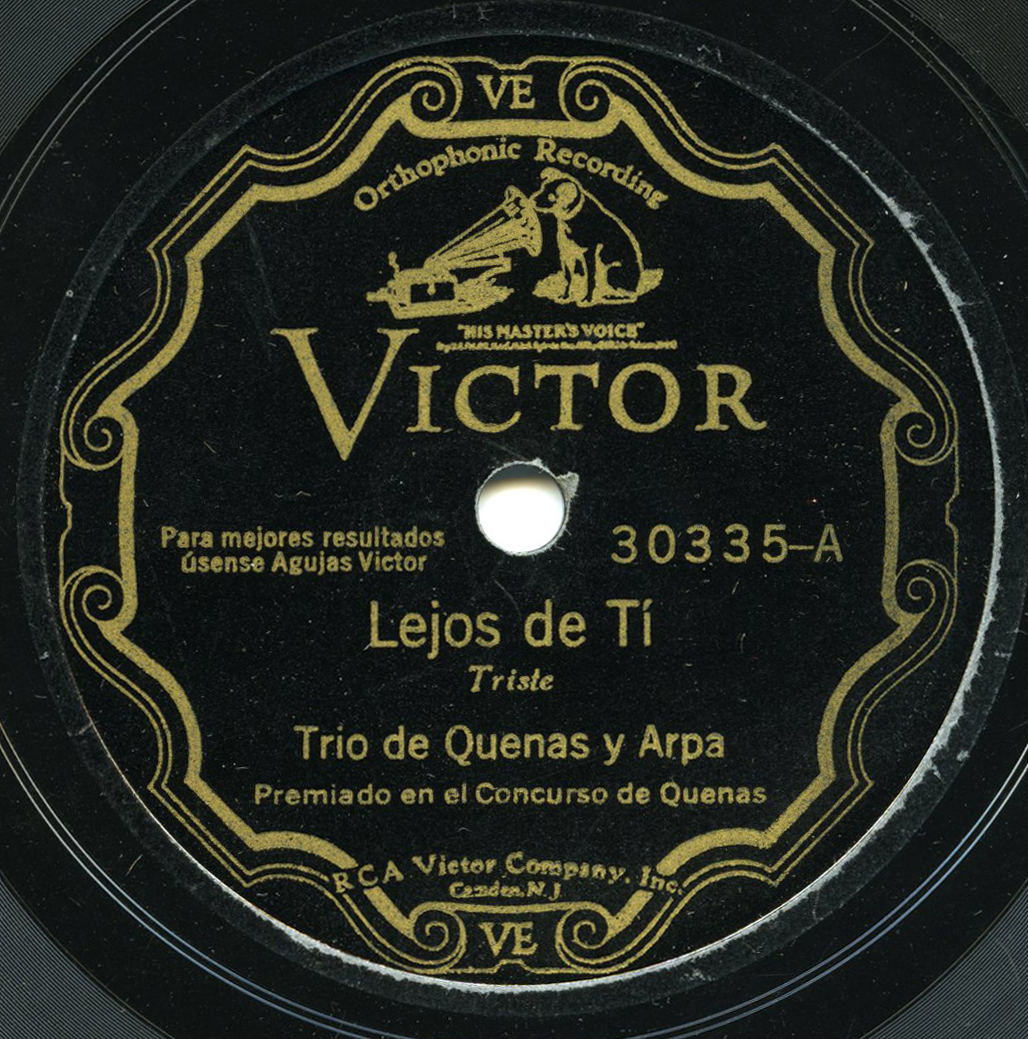 VE
Orthophonic Recording
"HIS MASTER'S VOICE"
VICTOR
Para mejores resultados
úsense Agujas Victor
30335-A
Lejos de Tí
Triste
Trio de Quenas y Arpa
Premiado en el Concurso de Quenas
RCA Victor Company, Inc.
Camden, N.J.
VE